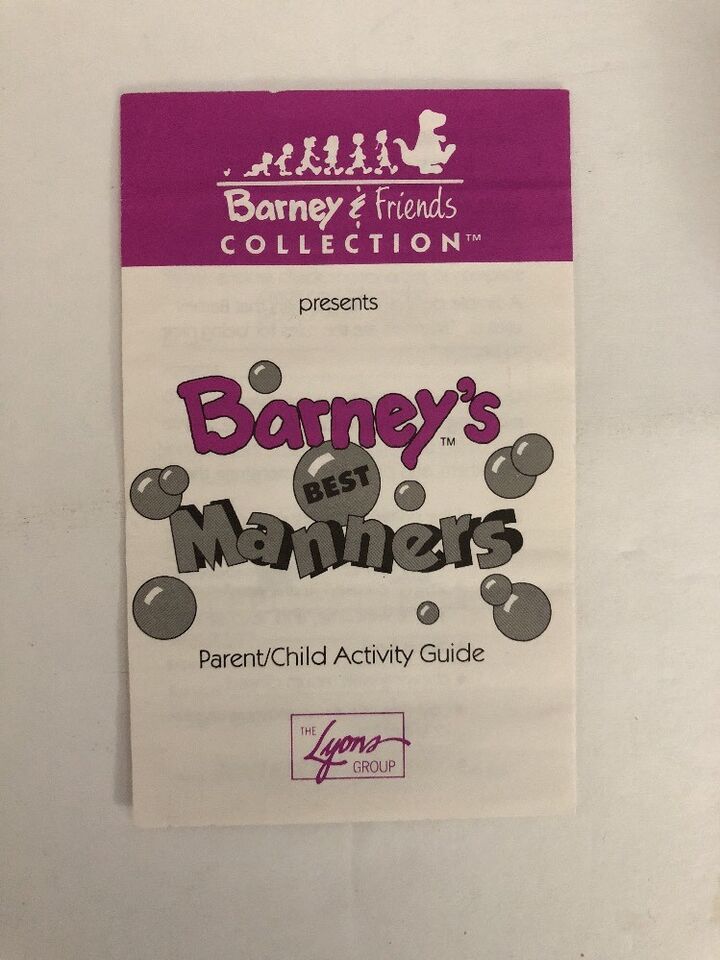 Barney & Friends
COLLECTION™
presents
Barney's™
BEST
Manners
Parent/Child Activity Guide
THE
Lyons
GROUP